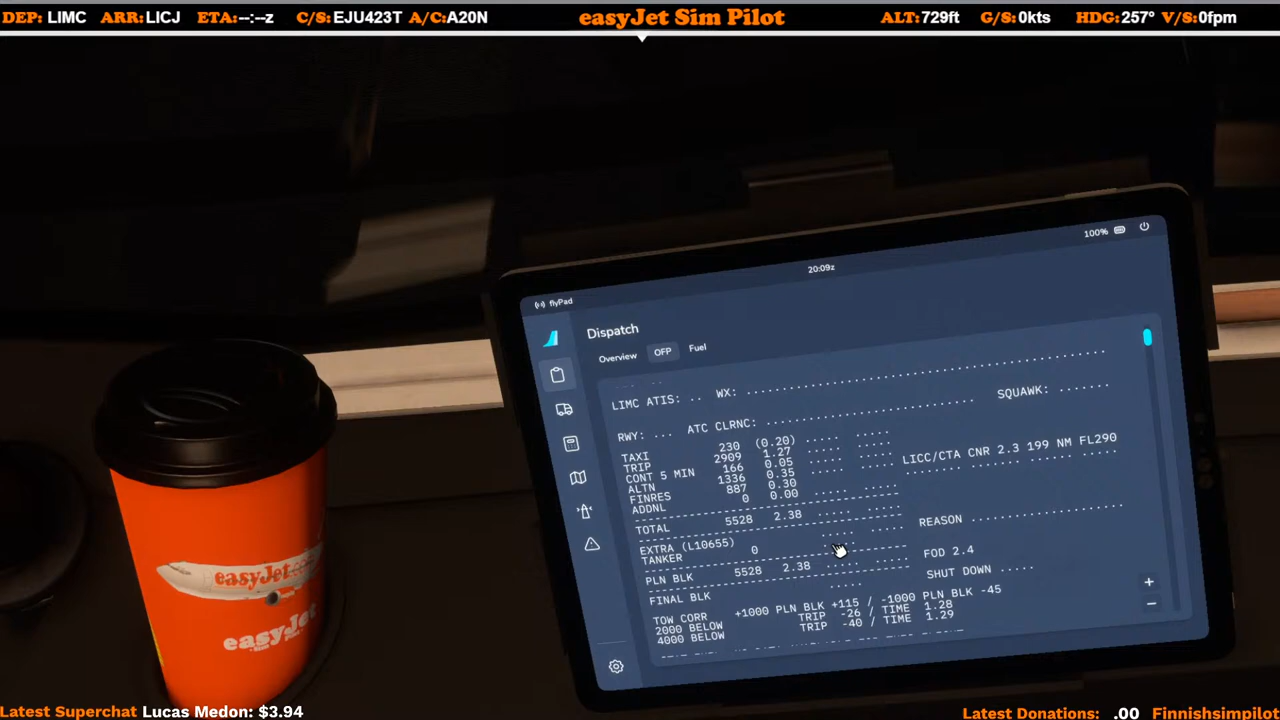 DEP: LIMC ARR: LICJ ETA:--:--z C/S: EJU423T A/C: A20N easyJet Sim Pilot ALT: 729ft G/S: 0kts HDG: 257° V/S: 0fpm
100%
20:09z
flyPad
Dispatch
Overview OFP Fuel
LIMC ATIS: .. WX: ........................................
RWY: ... ATC CLRNC: ....................... SQUAWK: .......
TAXI 230 (0.20) ..... .....
TRIP 2909 1.27 ..... .....
CONT 5 MIN 166 0.05 ..... .....
ALTN 1336 0.35 ..... ..... LICC/CTA CNR 2.3 199 NM FL290
FINRES 887 0.30
ADDNL 0 0.00 ..... .....
TOTAL 5528 2.38 ..... .....
EXTRA (L10655) REASON ....................
TANKER 0
PLN BLK 5528 2.38 ..... ..... FOD 2.4
FINAL BLK ..... SHUT DOWN .....
TOW CORR +1000 PLN BLK +115 / -1000 PLN BLK -45
2000 BELOW TRIP -26 / TIME 1.28
4000 BELOW TRIP -40 / TIME 1.29
easyJet
easyJet
Latest Superchat Lucas Medon: $3.94
Latest Donations: .00 Finnishsimpilot